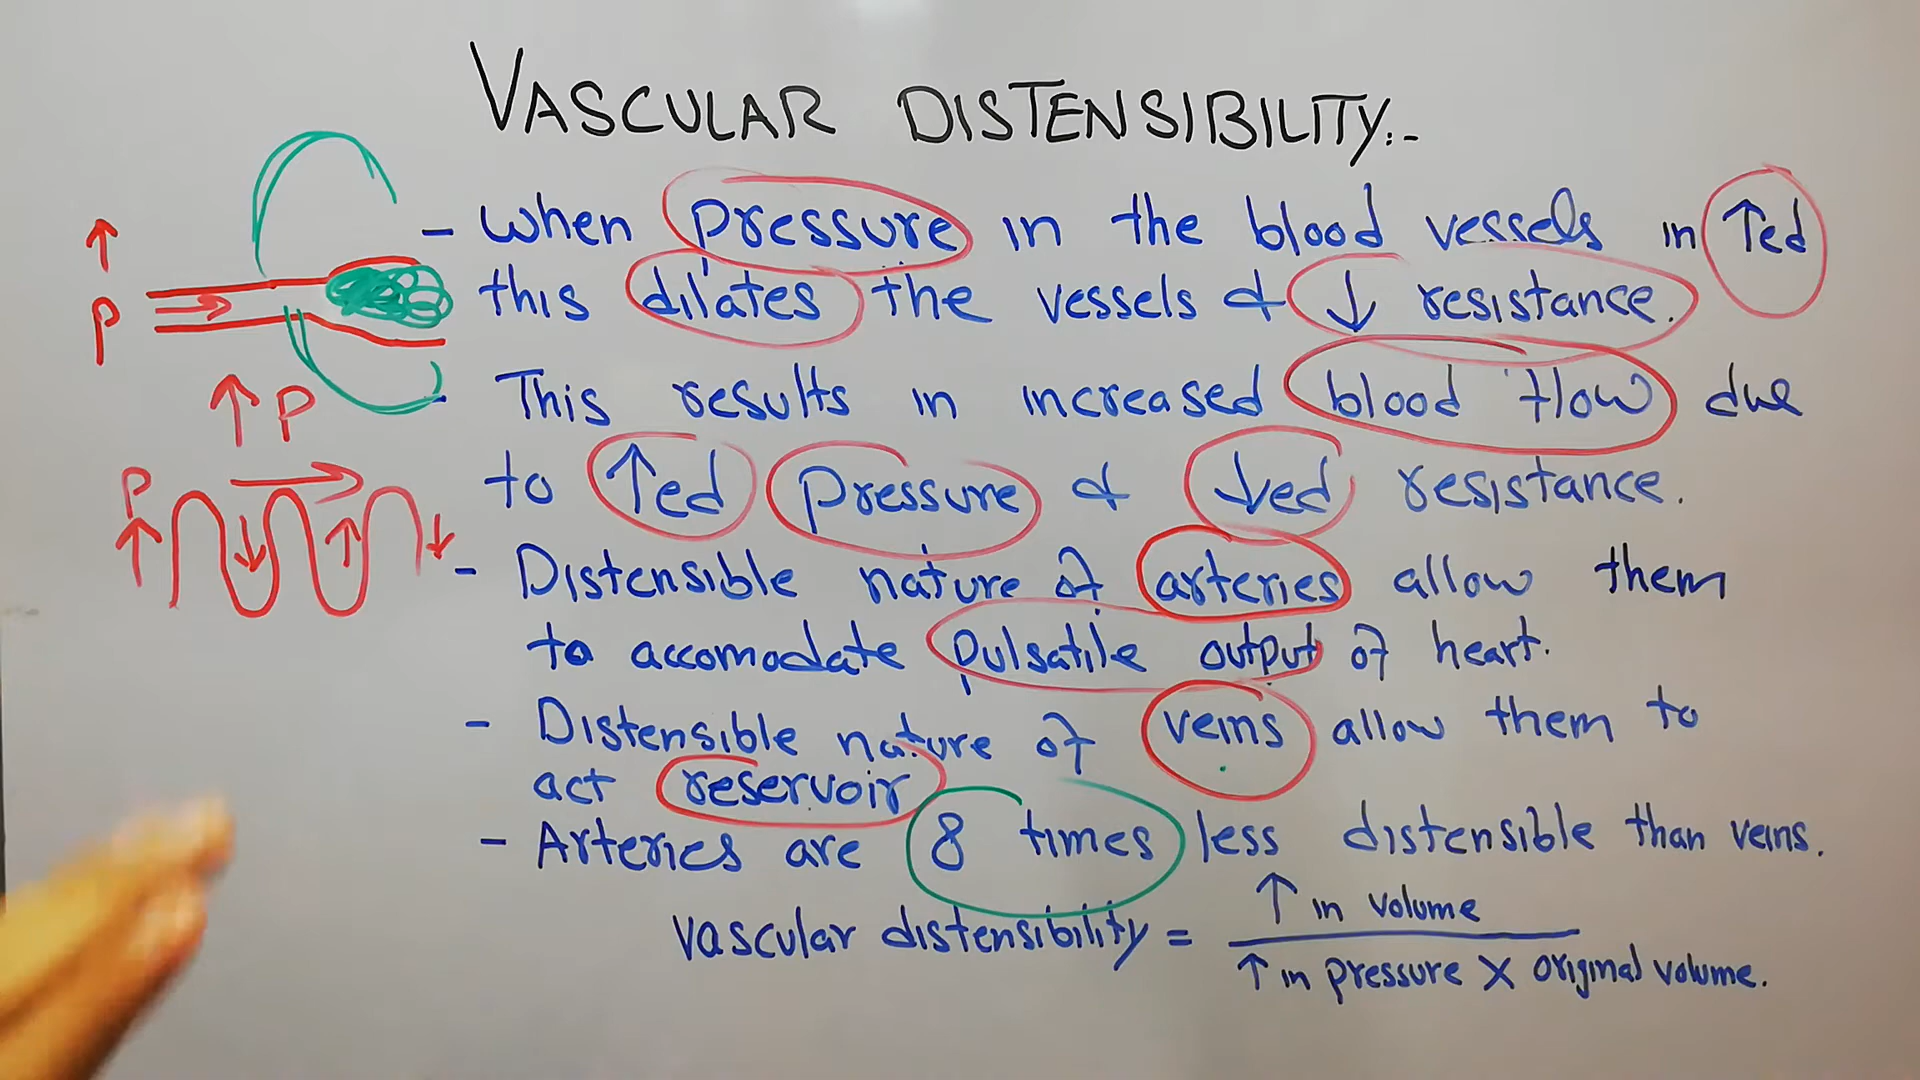 VASCULAR DISTENSIBILITY:-
- When pressure in the blood vessels in ↑ed
this dilates the vessels & ↓ resistance.
- This results in increased blood flow due
to ↑ed pressure & ↓ed resistance.
- Distensible nature of arteries allow them
to accomodate pulsatile output of heart.
- Distensible nature of veins allow them to
act reservoir
- Arteries are 8 times less distensible than veins.
vascular distensibility = ↑ in volume
↑ in pressure X original volume.
↑
P
↑ P
P